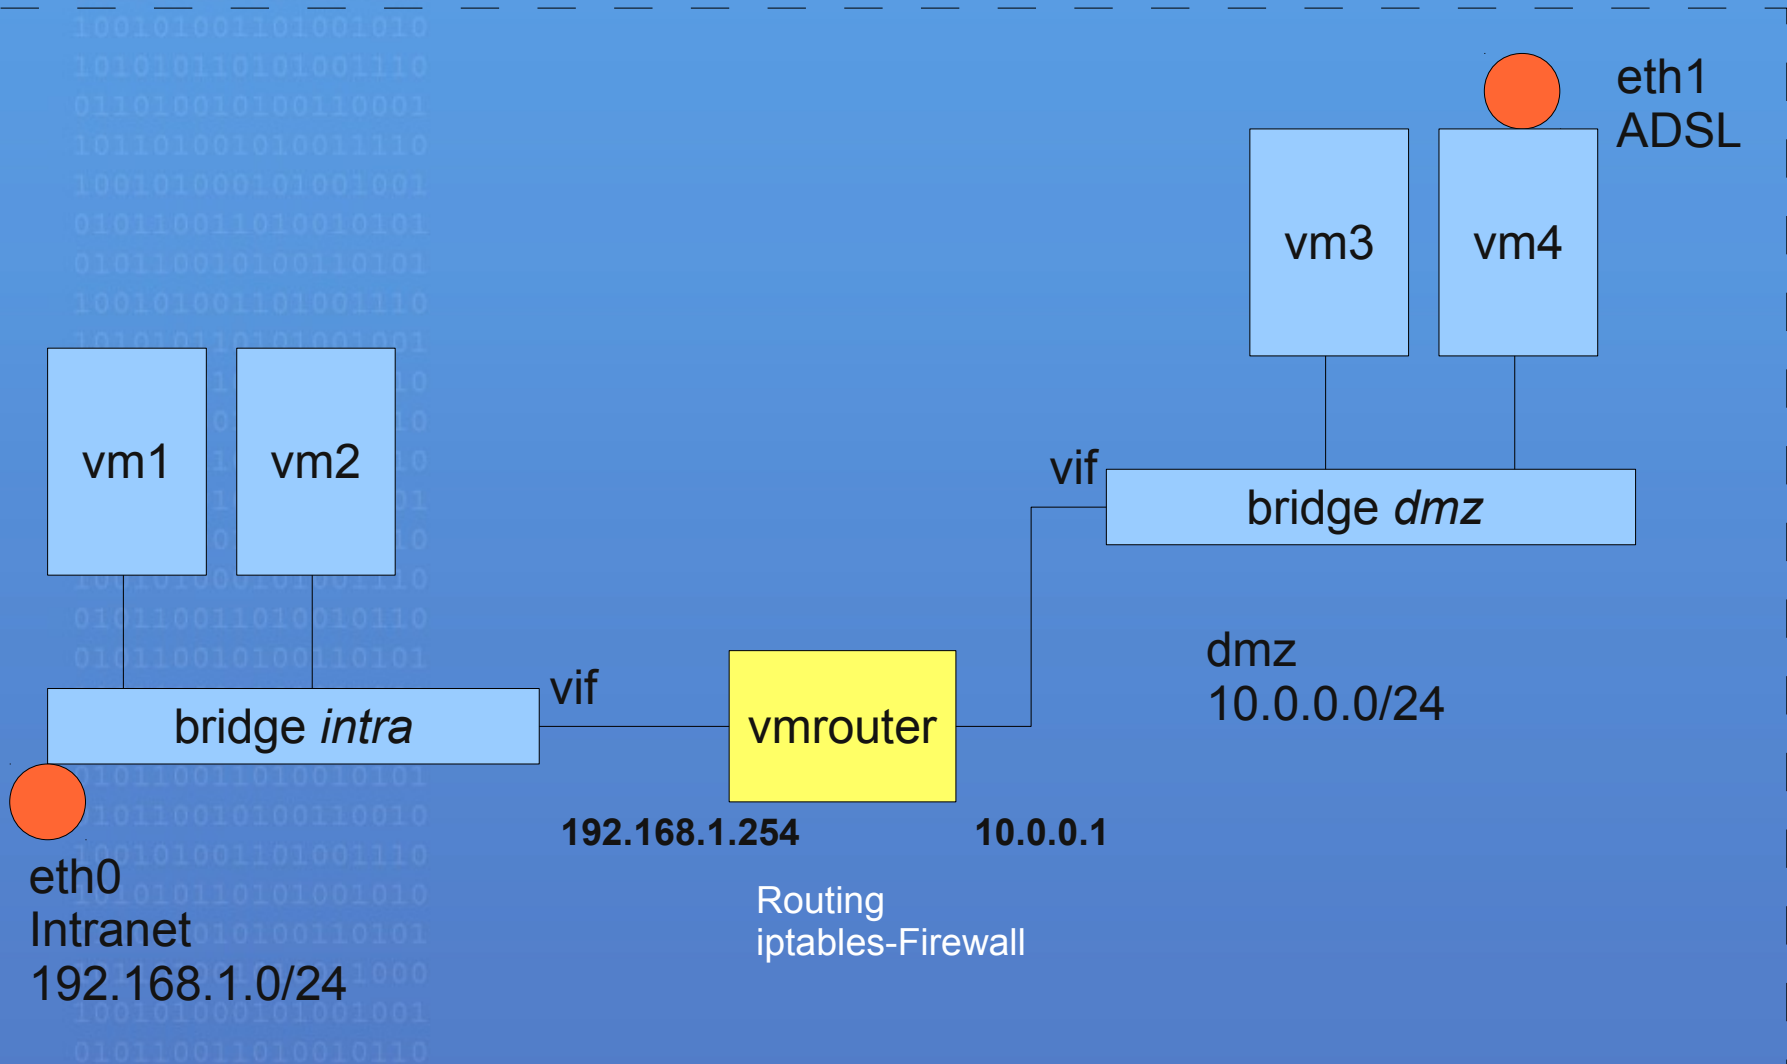 eth1
ADSL
vm3
vm4
vm1
vm2
vif
bridge dmz
dmz
10.0.0.0/24
vif
bridge intra
vmrouter
192.168.1.254
10.0.0.1
eth0
Intranet
192.168.1.0/24
Routing
iptables-Firewall